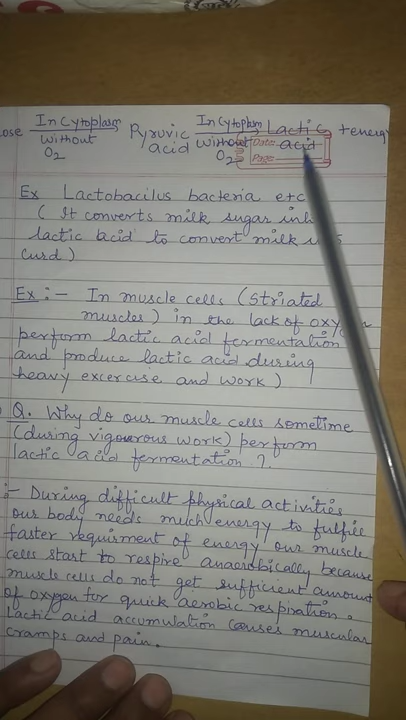 ose In Cytoplasm Without O2 Pyruvic acid In Cytoplasm Without O2 Lactic acid + energy
Date
Page
Ex Lactobacilus bacteria etc
( It converts milk sugar into
lactic acid to convert milk into
curd )
Ex :- In muscle cells (Striated
muscles) in the lack of oxygen
perform lactic acid fermentation
and produce lactic acid during
heavy excercise and work )
Q. Why do our muscle cells sometime
(during vigourous work) perform
lactic acid fermentation ?
:- During difficult physical activities
our body needs much energy to fulfill
faster requirment of energy our muscle
cells start to respire anaerobically because
muscle cells do not get sufficient amount
of oxygen for quick aerobic respiration.
Lactic acid accumulation causes muscular
cramps and pain.